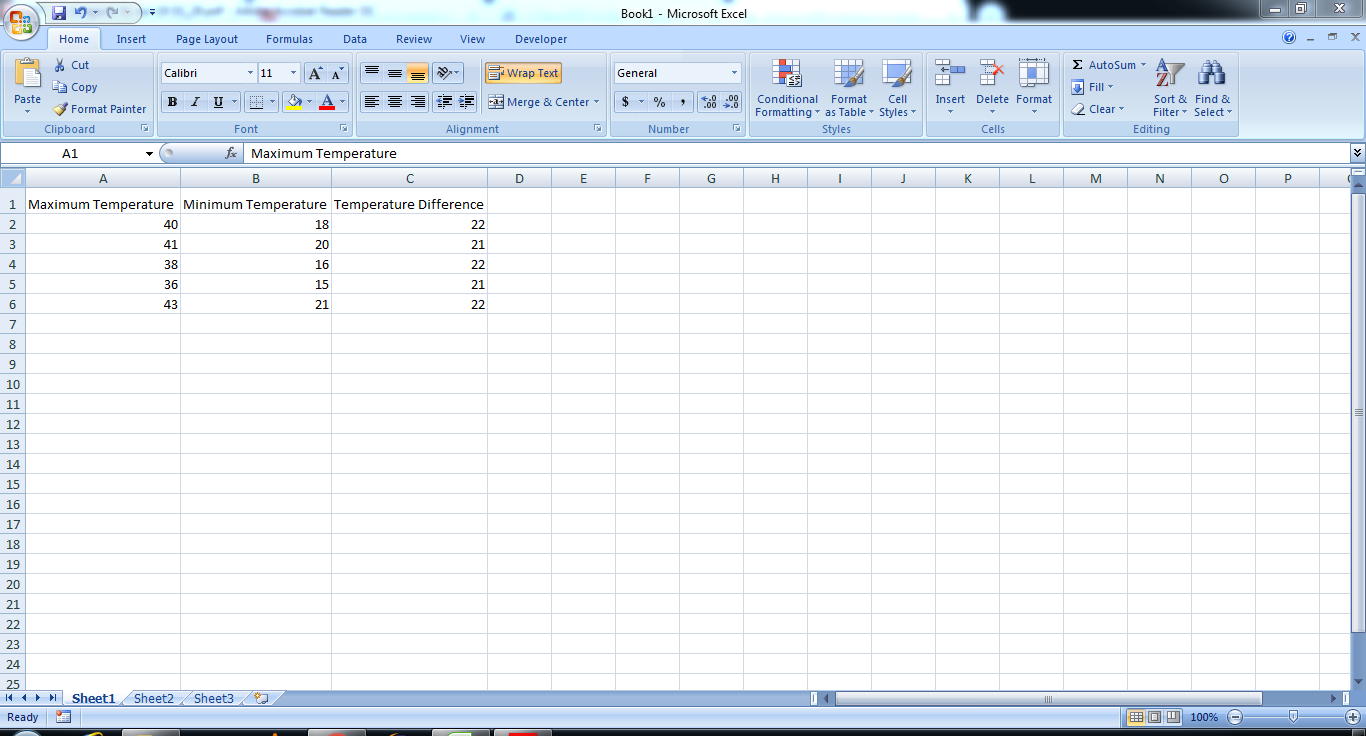 Book1 - Microsoft Excel
Home Insert Page Layout Formulas Data Review View Developer
Cut
Copy
Format Painter
Paste
Clipboard
Calibri 11 A A
B I U A
Font
Wrap Text
Merge & Center
Alignment
General
$ % , .00 .00
Number
Conditional Formatting
Format as Table
Cell Styles
Styles
Insert Delete Format
Cells
Σ AutoSum
Fill
Clear
Sort & Filter
Find & Select
Editing
A1 fx Maximum Temperature
A B C D E F G H I J K L M N O P
1 Maximum Temperature Minimum Temperature Temperature Difference
2 40 18 22
3 41 20 21
4 38 16 22
5 36 15 21
6 43 21 22
7
8
9
10
11
12
13
14
15
16
17
18
19
20
21
22
23
24
25
Sheet1 Sheet2 Sheet3
Ready 100%